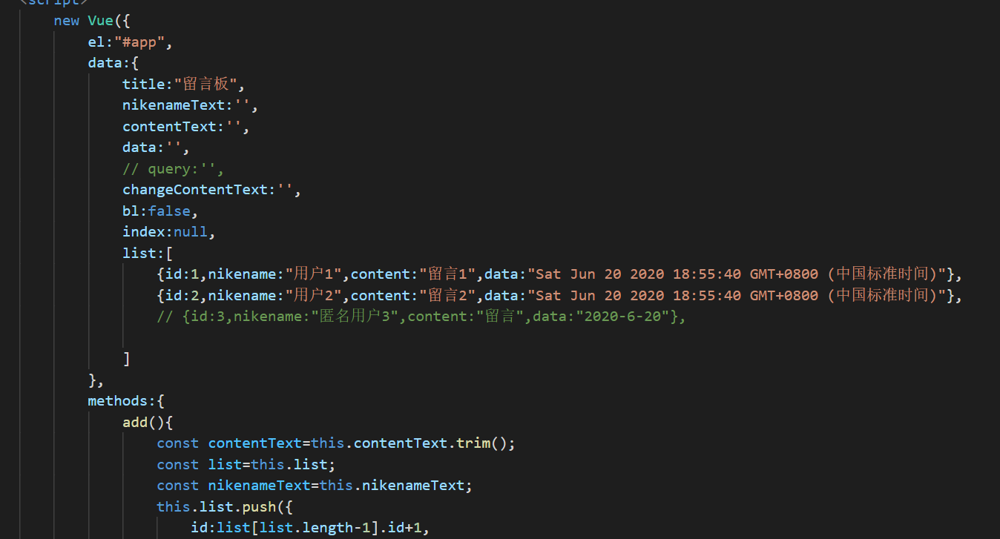 <script>
new Vue({
el:"#app",
data:{
title:"留言板",
nikenameText:'',
contentText:'',
data:'',
// query:'',
changeContentText:'',
bl:false,
index:null,
list:[
{id:1,nikename:"用户1",content:"留言1",data:"Sat Jun 20 2020 18:55:40 GMT+0800 (中国标准时间)"},
{id:2,nikename:"用户2",content:"留言2",data:"Sat Jun 20 2020 18:55:40 GMT+0800 (中国标准时间)"},
// {id:3,nikename:"匿名用户3",content:"留言",data:"2020-6-20"},
]
},
methods:{
add(){
const contentText=this.contentText.trim();
const list=this.list;
const nikenameText=this.nikenameText;
this.list.push({
id:list[list.length-1].id+1,